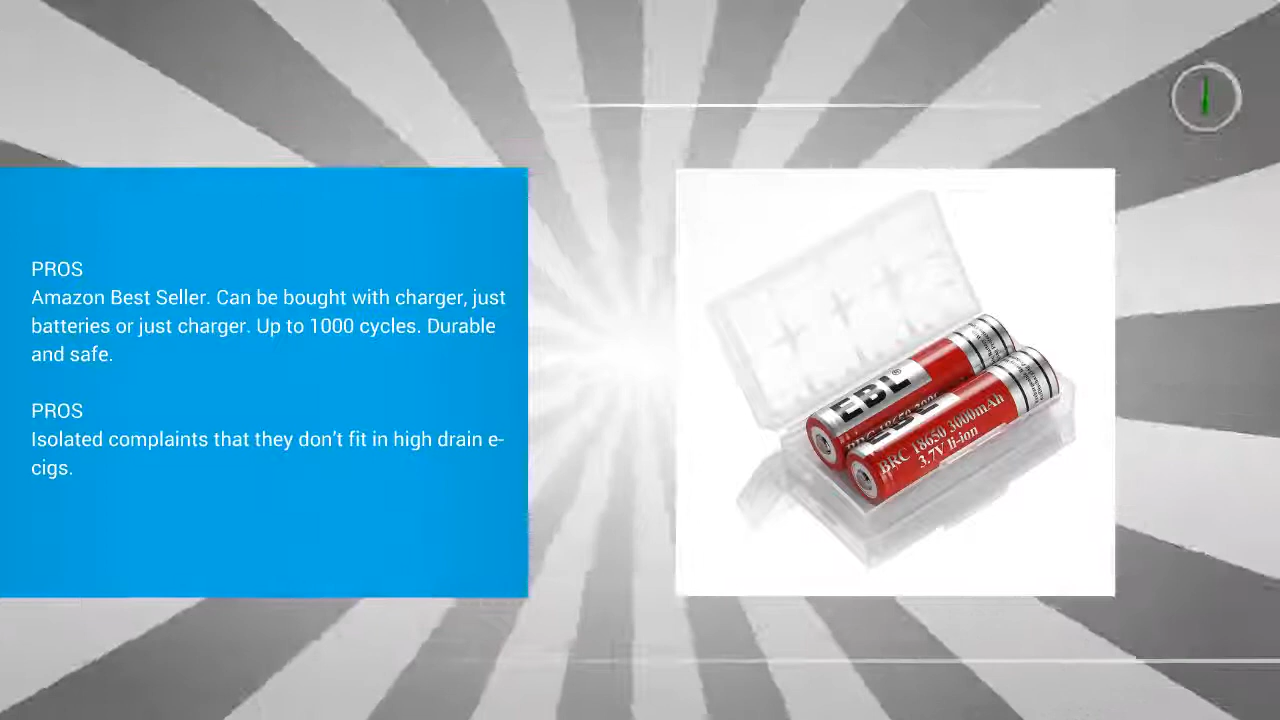 PROS
Amazon Best Seller. Can be bought with charger, just
batteries or just charger. Up to 1000 cycles. Durable
and safe.
PROS
Isolated complaints that they don't fit in high drain e-
cigs.
EBL®
BRC 18650 3000mAh
3.7V li-ion